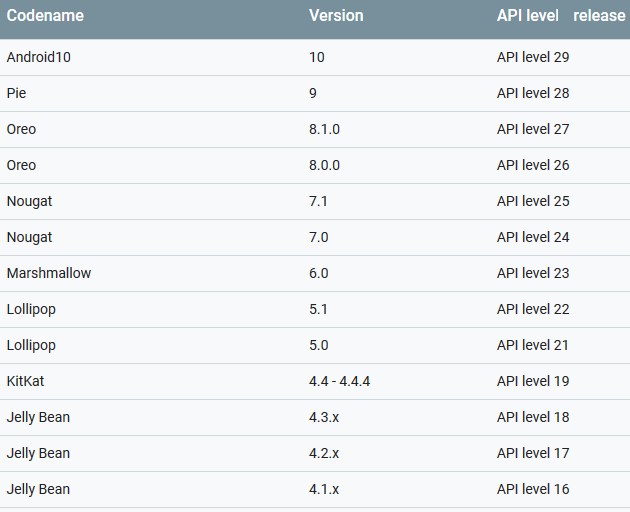 Codename Version API level release
Android10 10 API level 29
Pie 9 API level 28
Oreo 8.1.0 API level 27
Oreo 8.0.0 API level 26
Nougat 7.1 API level 25
Nougat 7.0 API level 24
Marshmallow 6.0 API level 23
Lollipop 5.1 API level 22
Lollipop 5.0 API level 21
KitKat 4.4 - 4.4.4 API level 19
Jelly Bean 4.3.x API level 18
Jelly Bean 4.2.x API level 17
Jelly Bean 4.1.x API level 16